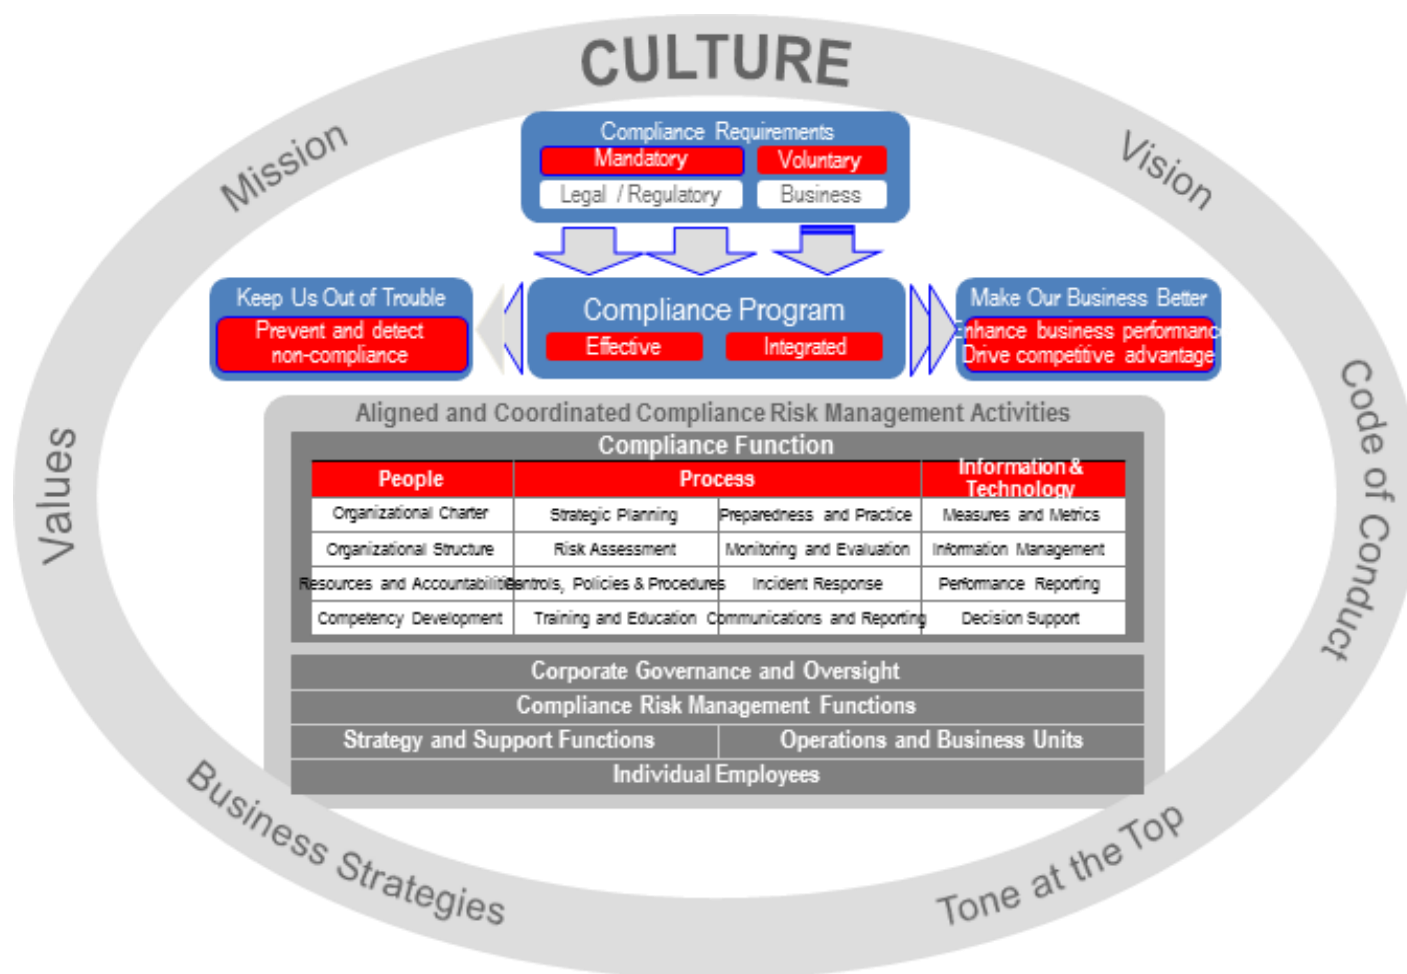 CULTURE
Mission
Vision
Compliance Requirements
Mandatory
Voluntary
Legal / Regulatory
Business
Keep Us Out of Trouble
Prevent and detect
non-compliance
Compliance Program
Effective
Integrated
Make Our Business Better
Enhance business performance
Drive competitive advantage
Values
Code of Conduct
Aligned and Coordinated Compliance Risk Management Activities
Compliance Function
People
Process
Information &
Technology
Organizational Charter
Strategic Planning
Preparedness and Practice
Measures and Metrics
Organizational Structure
Risk Assessment
Monitoring and Evaluation
Information Management
Resources and Accountabilities
Controls, Policies & Procedures
Incident Response
Performance Reporting
Competency Development
Training and Education
Communications and Reporting
Decision Support
Corporate Governance and Oversight
Compliance Risk Management Functions
Strategy and Support Functions
Operations and Business Units
Individual Employees
Business Strategies
Tone at the Top